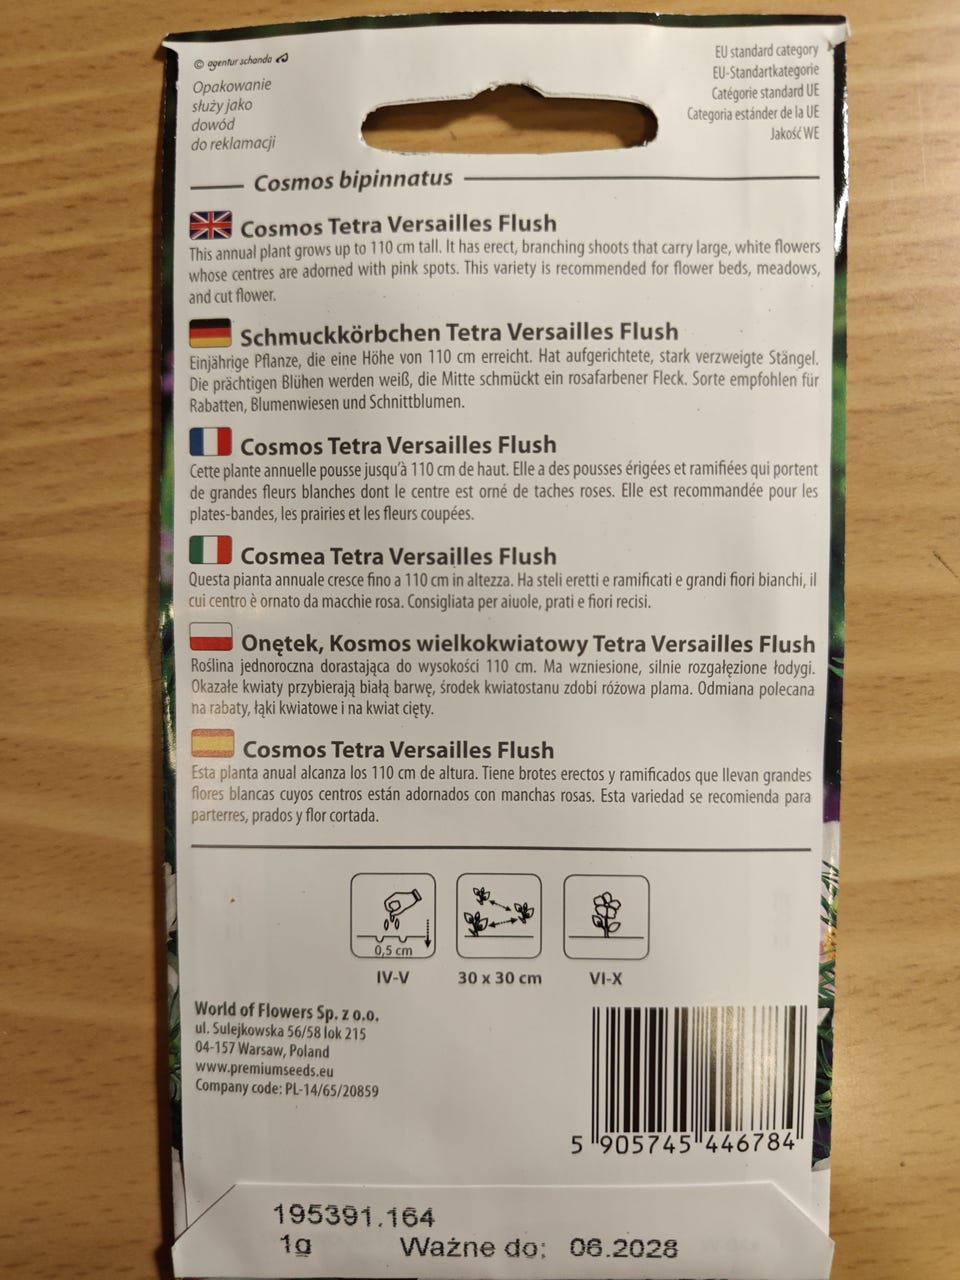 © agentur schanda
Opakowanie
służy jako
dowód
do reklamacji
EU standard category
EU-Standartkategorie
Catégorie standard UE
Categoria estánder de la UE
Jakość WE
Cosmos bipinnatus
Cosmos Tetra Versailles Flush
This annual plant grows up to 110 cm tall. It has erect, branching shoots that carry large, white flowers
whose centres are adorned with pink spots. This variety is recommended for flower beds, meadows,
and cut flower.
Schmuckkörbchen Tetra Versailles Flush
Einjährige Pflanze, die eine Höhe von 110 cm erreicht. Hat aufgerichtete, stark verzweigte Stängel.
Die prächtigen Blühen werden weiß, die Mitte schmückt ein rosafarbener Fleck. Sorte empfohlen für
Rabatten, Blumenwiesen und Schnittblumen.
Cosmos Tetra Versailles Flush
Cette plante annuelle pousse jusqu'à 110 cm de haut. Elle a des pousses érigées et ramifiées qui portent
de grandes fleurs blanches dont le centre est orné de taches roses. Elle est recommandée pour les
plates-bandes, les prairies et les fleurs coupées.
Cosmea Tetra Versailles Flush
Questa pianta annuale cresce fino a 110 cm in altezza. Ha steli eretti e ramificati e grandi fiori bianchi, il
cui centro è ornato da macchie rosa. Consigliata per aiuole, prati e fiori recisi.
Onętek, Kosmos wielkokwiatowy Tetra Versailles Flush
Roślina jednoroczna dorastająca do wysokości 110 cm. Ma wzniesione, silnie rozgałęzione łodygi.
Okazałe kwiaty przybierają białą barwę, środek kwiatostanu zdobi różowa plama. Odmiana polecana
na rabaty, łąki kwiatowe i na kwiat cięty.
Cosmos Tetra Versailles Flush
Esta planta anual alcanza los 110 cm de altura. Tiene brotes erectos y ramificados que llevan grandes
flores blancas cuyos centros están adornados con manchas rosas. Esta variedad se recomienda para
parterres, prados y flor cortada.
0,5 cm
IV-V
30 x 30 cm
VI-X
World of Flowers Sp. z o.o.
ul. Sulejkowska 56/58 lok 215
04-157 Warsaw, Poland
www.premiumseeds.eu
Company code: PL-14/65/20859
5 905745 446784
195391.164
1g Ważne do: 06.2028